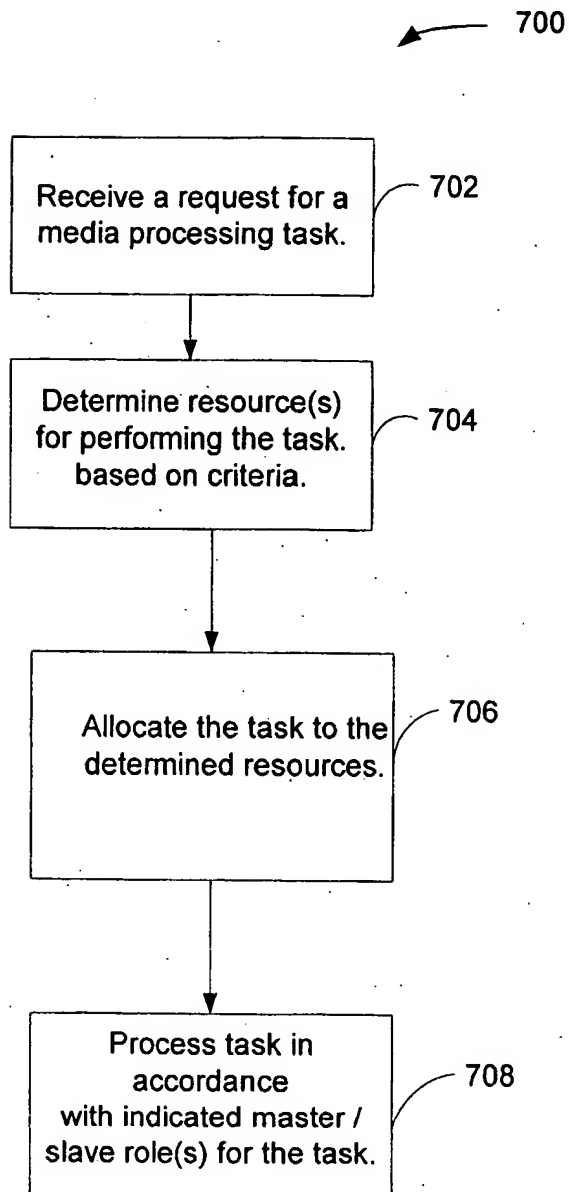 700
Receive a request for a
media processing task.
702
Determine resource(s)
for performing the task.
based on criteria.
704
Allocate the task to the
determined resources.
706
Process task in
accordance
with indicated master /
slave role(s) for the task.
708